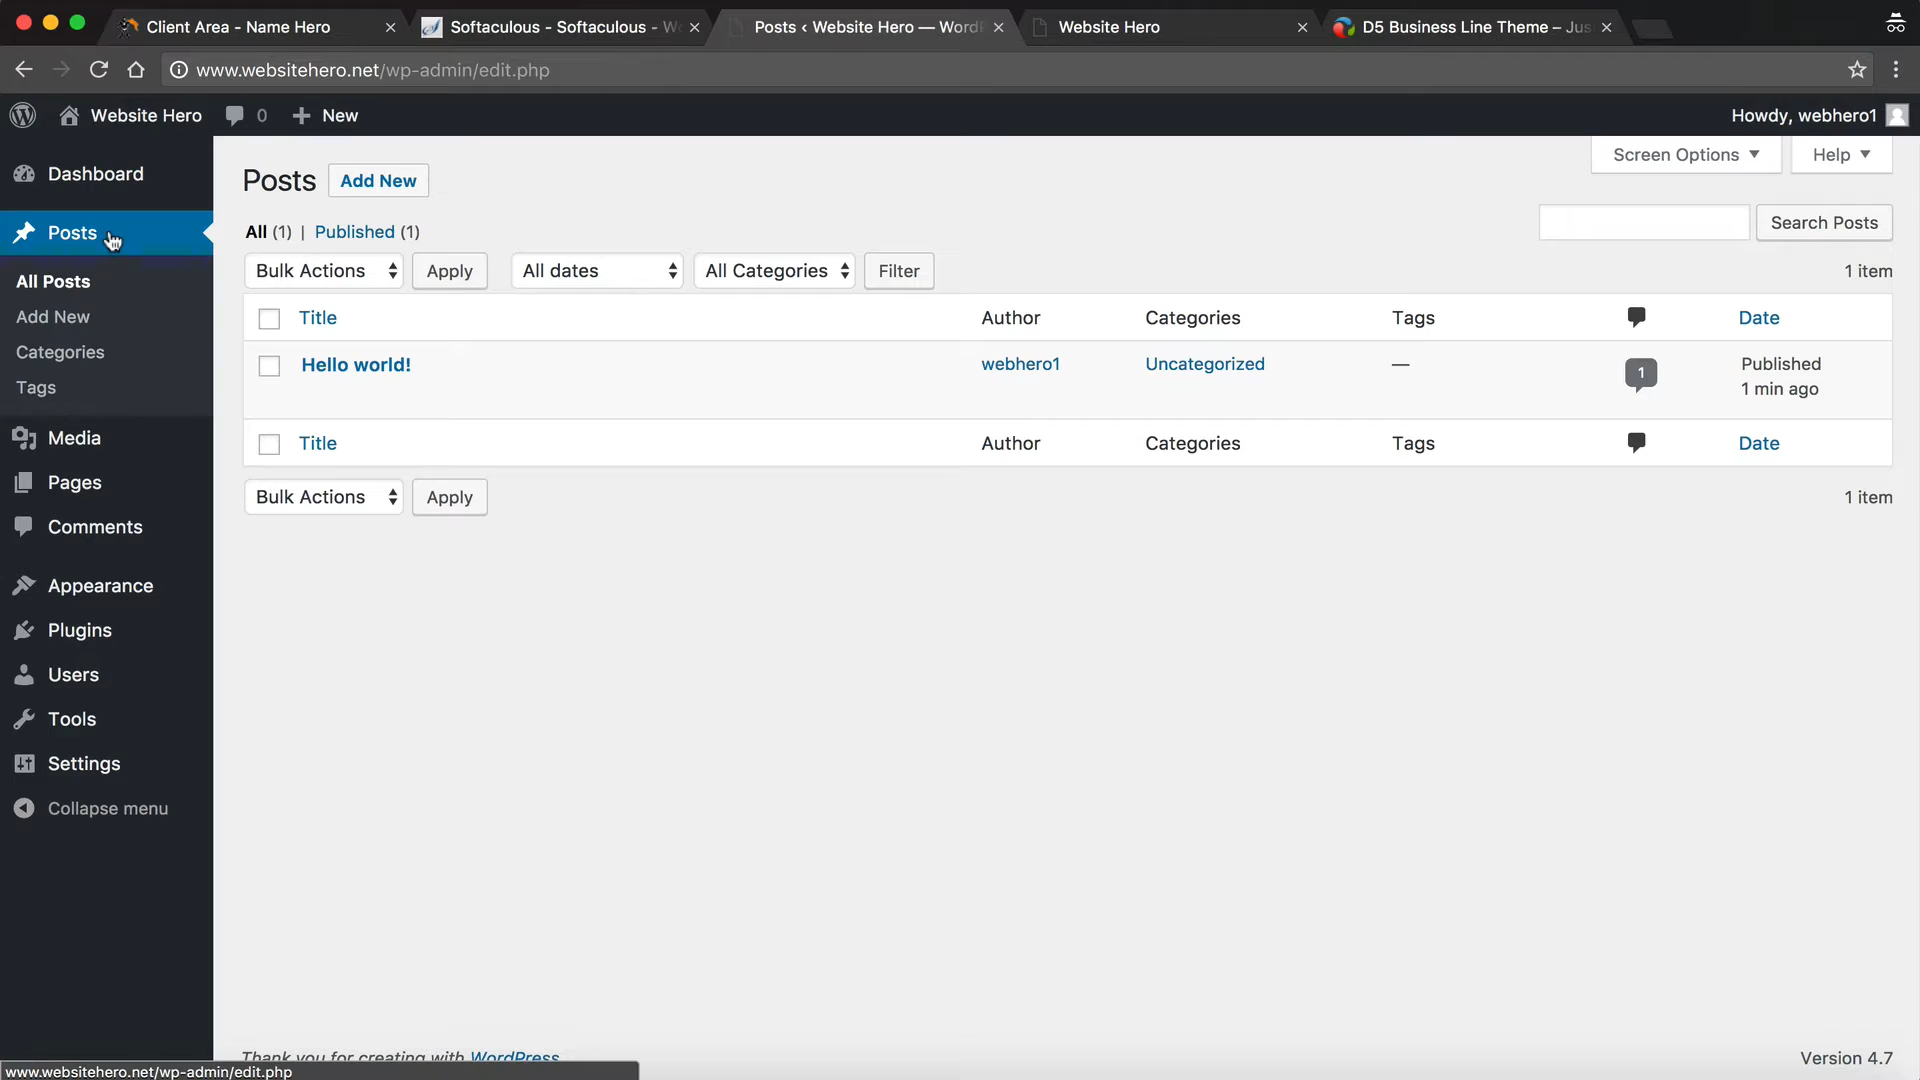 Client Area - Name Hero
Softaculous - Softaculous - W
Posts ‹ Website Hero — Word
Website Hero
D5 Business Line Theme – Jus
www.websitehero.net/wp-admin/edit.php
Website Hero 0 New
Howdy, webhero1
Dashboard
Posts
All Posts
Add New
Categories
Tags
Media
Pages
Comments
Appearance
Plugins
Users
Tools
Settings
Collapse menu
Screen Options Help
Posts Add New
All (1) | Published (1)
Search Posts
Bulk Actions Apply All dates All Categories Filter
1 item
Title Author Categories Tags Date
Hello world! webhero1 Uncategorized — 1 Published
1 min ago
Title Author Categories Tags Date
Bulk Actions Apply
1 item
Thank you for creating with WordPress
Version 4.7
www.websitehero.net/wp-admin/edit.php